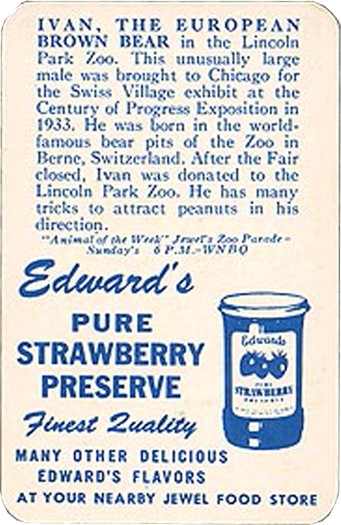 IVAN, THE EUROPEAN
BROWN BEAR in the Lincoln
Park Zoo. This unusually large
male was brought to Chicago for
the Swiss Village exhibit at the
Century of Progress Exposition in
1933. He was born in the world-
famous bear pits of the Zoo in
Berne, Switzerland. After the Fair
closed, Ivan was donated to the
Lincoln Park Zoo. He has many
tricks to attract peanuts in his
direction.
"Animal of the Week" Jewel's Zoo Parade—
Sunday's 6 P.M.—WNBQ
Edward's
PURE
STRAWBERRY
PRESERVE
Finest Quality
Edwards
PURE
STRAWBERRY
PRESERVES
MANY OTHER DELICIOUS
EDWARD'S FLAVORS
AT YOUR NEARBY JEWEL FOOD STORE